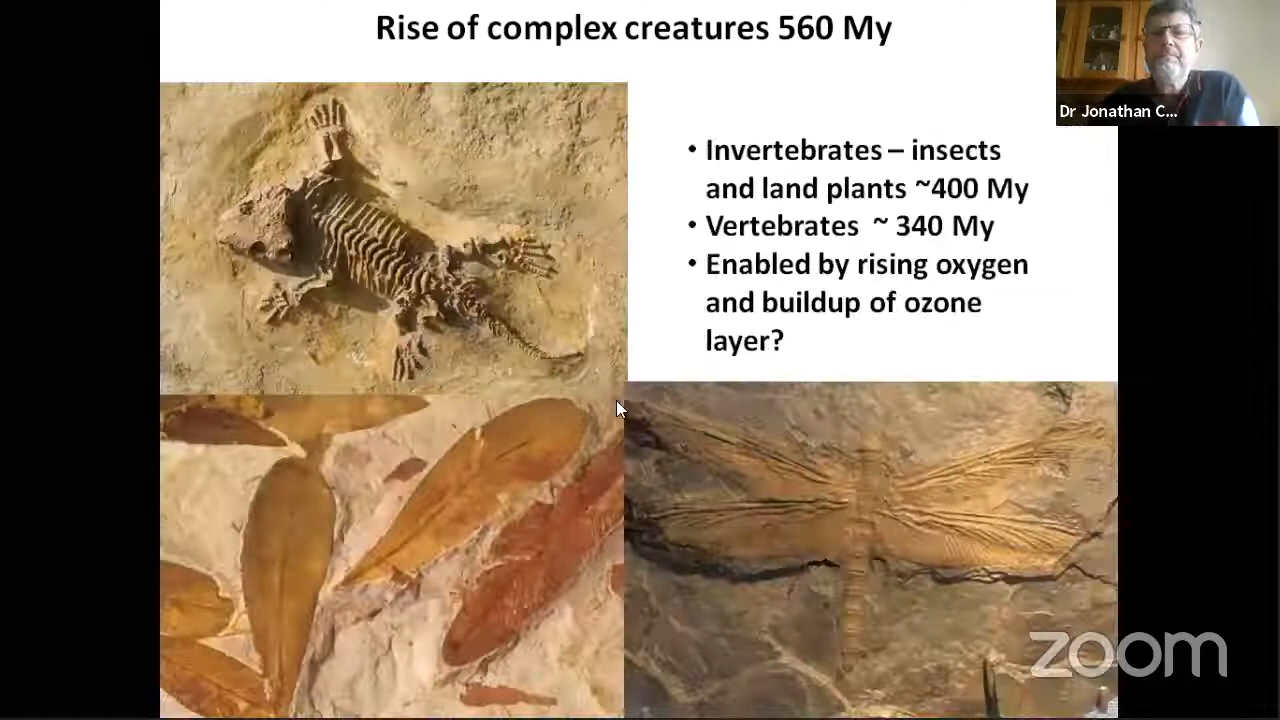 Rise of complex creatures 560 My
Dr Jonathan C...
• Invertebrates – insects
and land plants ~400 My
• Vertebrates ~ 340 My
• Enabled by rising oxygen
and buildup of ozone
layer?
zoom